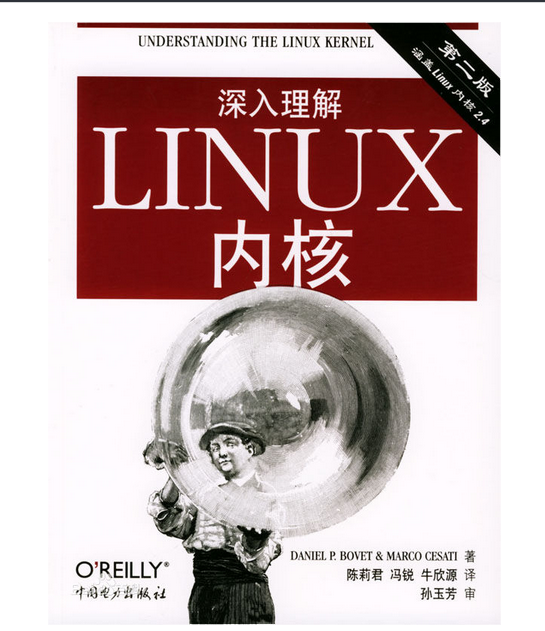 UNDERSTANDING THE LINUX KERNEL
第二版
涵盖Linux 内核 2.4
深入理解
LINUX
内核
DANIEL P. BOVET & MARCO CESATI 著
陈莉君 冯锐 牛欣源 译
孙玉芳 审
O'REILLY®
中国电力出版社